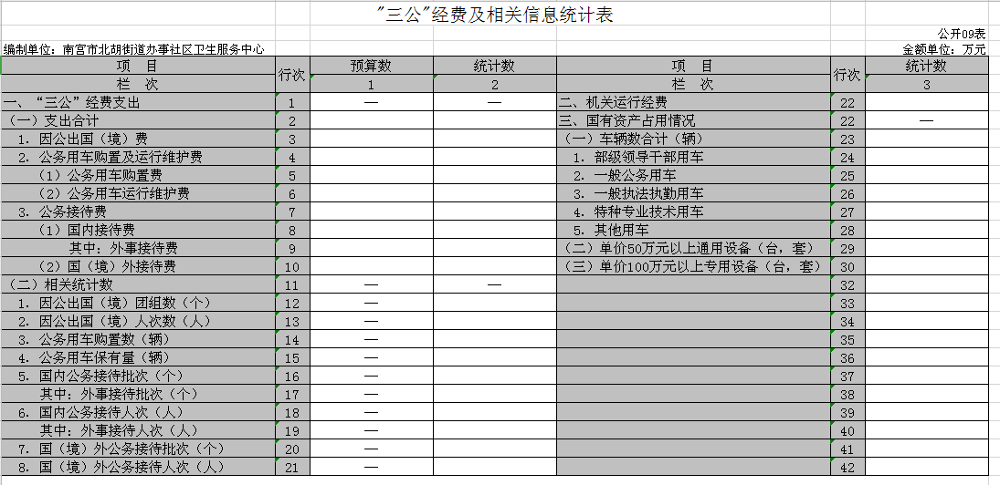 "三公"经费及相关信息统计表
公开09表
编制单位：南宫市北胡街道办事社区卫生服务中心 金额单位：万元
项 目 行次 预算数 统计数 项 目 行次 统计数
栏 次 1 2 栏 次 3
一、“三公”经费支出 1 — — 二、机关运行经费 22
（一）支出合计 2 三、国有资产占用情况 22 —
1. 因公出国（境）费 3 （一）车辆数合计（辆） 23
2. 公务用车购置及运行维护费 4 1. 部级领导干部用车 24
（1）公务用车购置费 5 2. 一般公务用车 25
（2）公务用车运行维护费 6 3. 一般执法执勤用车 26
3. 公务接待费 7 4. 特种专业技术用车 27
（1）国内接待费 8 5. 其他用车 28
其中：外事接待费 9 （二）单价50万元以上通用设备（台，套） 29
（2）国（境）外接待费 10 （三）单价100万元以上专用设备（台，套） 30
（二）相关统计数 11 — — 32
1. 因公出国（境）团组数（个） 12 — 33
2. 因公出国（境）人次数（人） 13 — 34
3. 公务用车购置数（辆） 14 — 35
4. 公务用车保有量（辆） 15 — 36
5. 国内公务接待批次（个） 16 — 37
其中：外事接待批次（个） 17 — 38
6. 国内公务接待人次（人） 18 — 39
其中：外事接待人次（人） 19 — 40
7. 国（境）外公务接待批次（个） 20 — 41
8. 国（境）外公务接待人次（人） 21 — 42